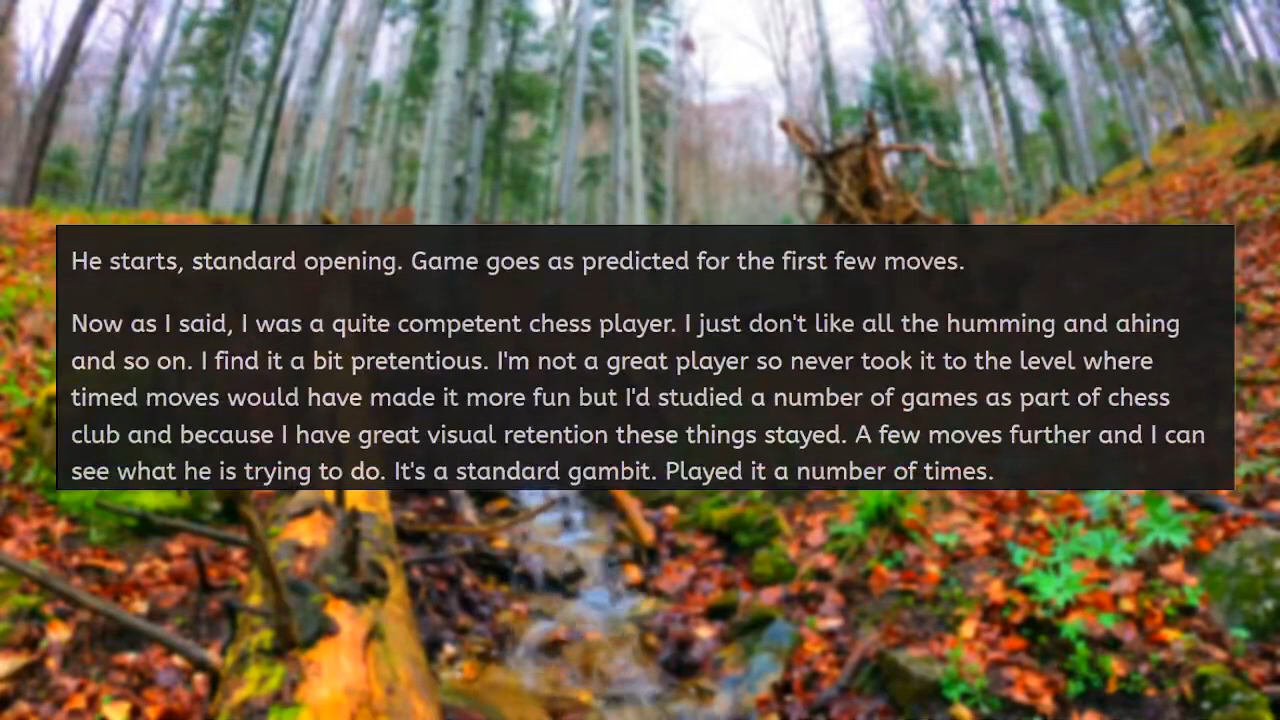 He starts, standard opening. Game goes as predicted for the first few moves.
Now as I said, I was a quite competent chess player. I just don't like all the humming and ahing
and so on. I find it a bit pretentious. I'm not a great player so never took it to the level where
timed moves would have made it more fun but I'd studied a number of games as part of chess
club and because I have great visual retention these things stayed. A few moves further and I can
see what he is trying to do. It's a standard gambit. Played it a number of times.